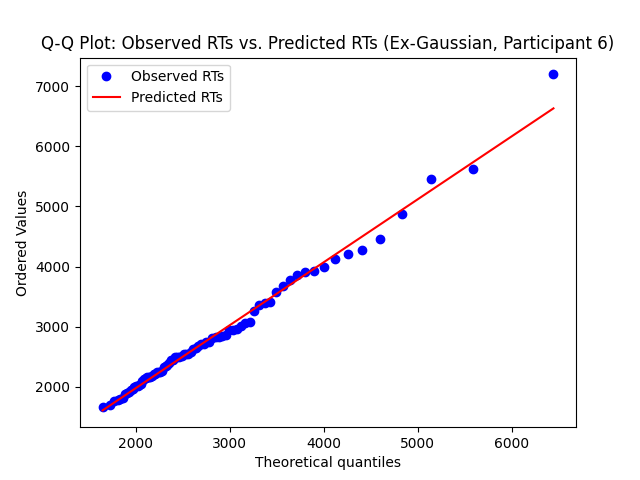 Q-Q Plot: Observed RTs vs. Predicted RTs (Ex-Gaussian, Participant 6)
Observed RTs
Predicted RTs
7000
6000
5000
4000
3000
2000
Ordered Values
2000 3000 4000 5000 6000
Theoretical quantiles